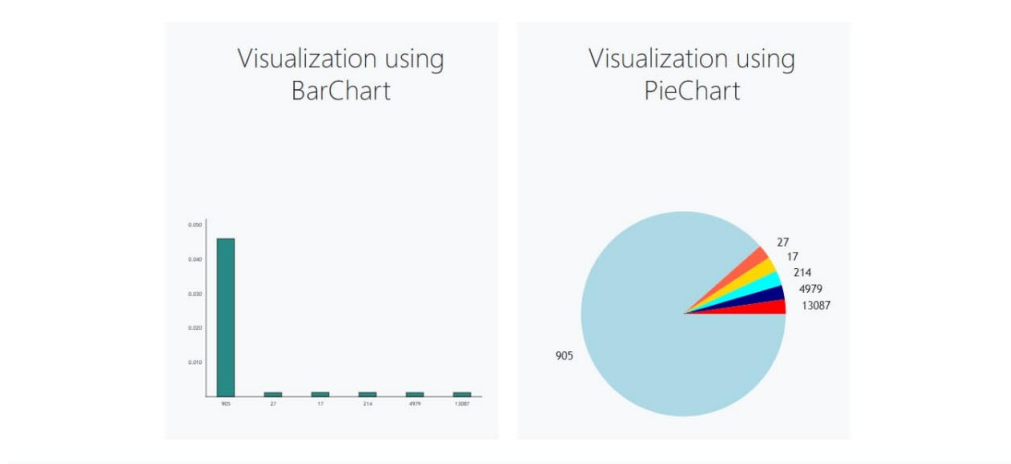 Visualization using
BarChart
0.050
0.040
0.030
0.020
0.010
905 27 17 214 4979 13087
Visualization using
PieChart
27
17
214
4979
13087
905